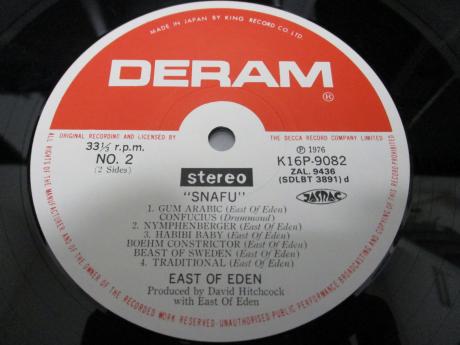 MADE IN JAPAN BY KING RECORD CO. LTD
DERAM
®
ORIGINAL RECORDING AND LICENSED BY THE DECCA RECORD COMPANY LIMITED
33⅓ r.p.m.
NO. 2
(2 Sides)
stereo
Ⓟ 1976
K16P-9082
ZAL. 9436
(SDLBT 3891) d
JASRAC
"SNAFU"
1. GUM ARABIC (East Of Eden)
CONFUCIUS (Drummond)
2. NYMPHENBERGER (East Of Eden)
3. HABIBI BABY (East Of Eden)
BOEHM CONSTRICTOR (East Of Eden)
BEAST OF SWEDEN (East Of Eden)
4. TRADITIONAL (East Of Eden)
EAST OF EDEN
Produced by David Hitchcock
with East Of Eden
ALL RIGHTS OF THE MANUFACTURER AND OF THE OWNER OF THE RECORDED WORK RESERVED-UNAUTHORISED PUBLIC PERFORMANCE BROADCASTING AND COPYING OF THIS RECORD PROHIBITED